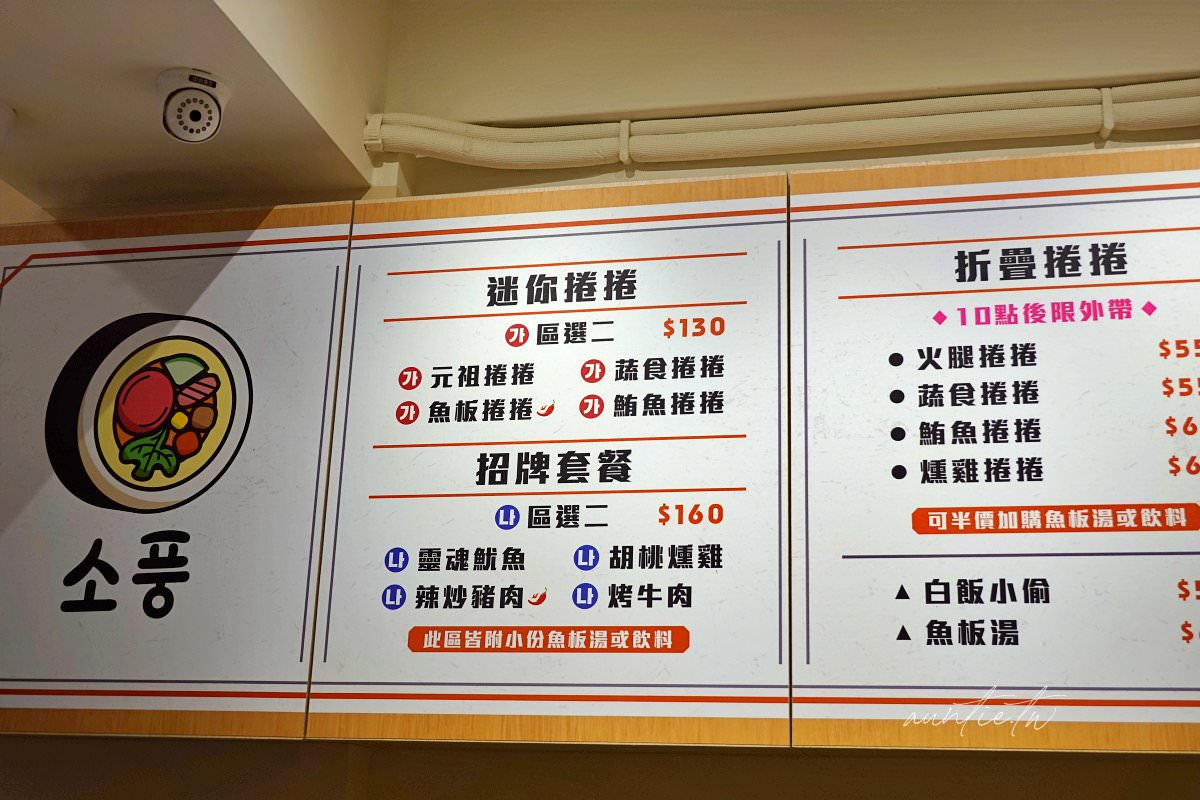 소풍
迷你捲捲
가 區選二 $130
가 元祖捲捲 가 蔬食捲捲
가 魚板捲捲 가 鮪魚捲捲
招牌套餐
나 區選二 $160
나 靈魂魷魚 나 胡桃燻雞
나 辣炒豬肉 나 烤牛肉
此區皆附小份魚板湯或飲料
折疊捲捲
◆10點後限外帶◆
● 火腿捲捲 $55
● 蔬食捲捲 $55
● 鮪魚捲捲 $6
● 燻雞捲捲 $6
可半價加購魚板湯或飲料
▲ 白飯小偷 $5
▲ 魚板湯 $
auntie.tw